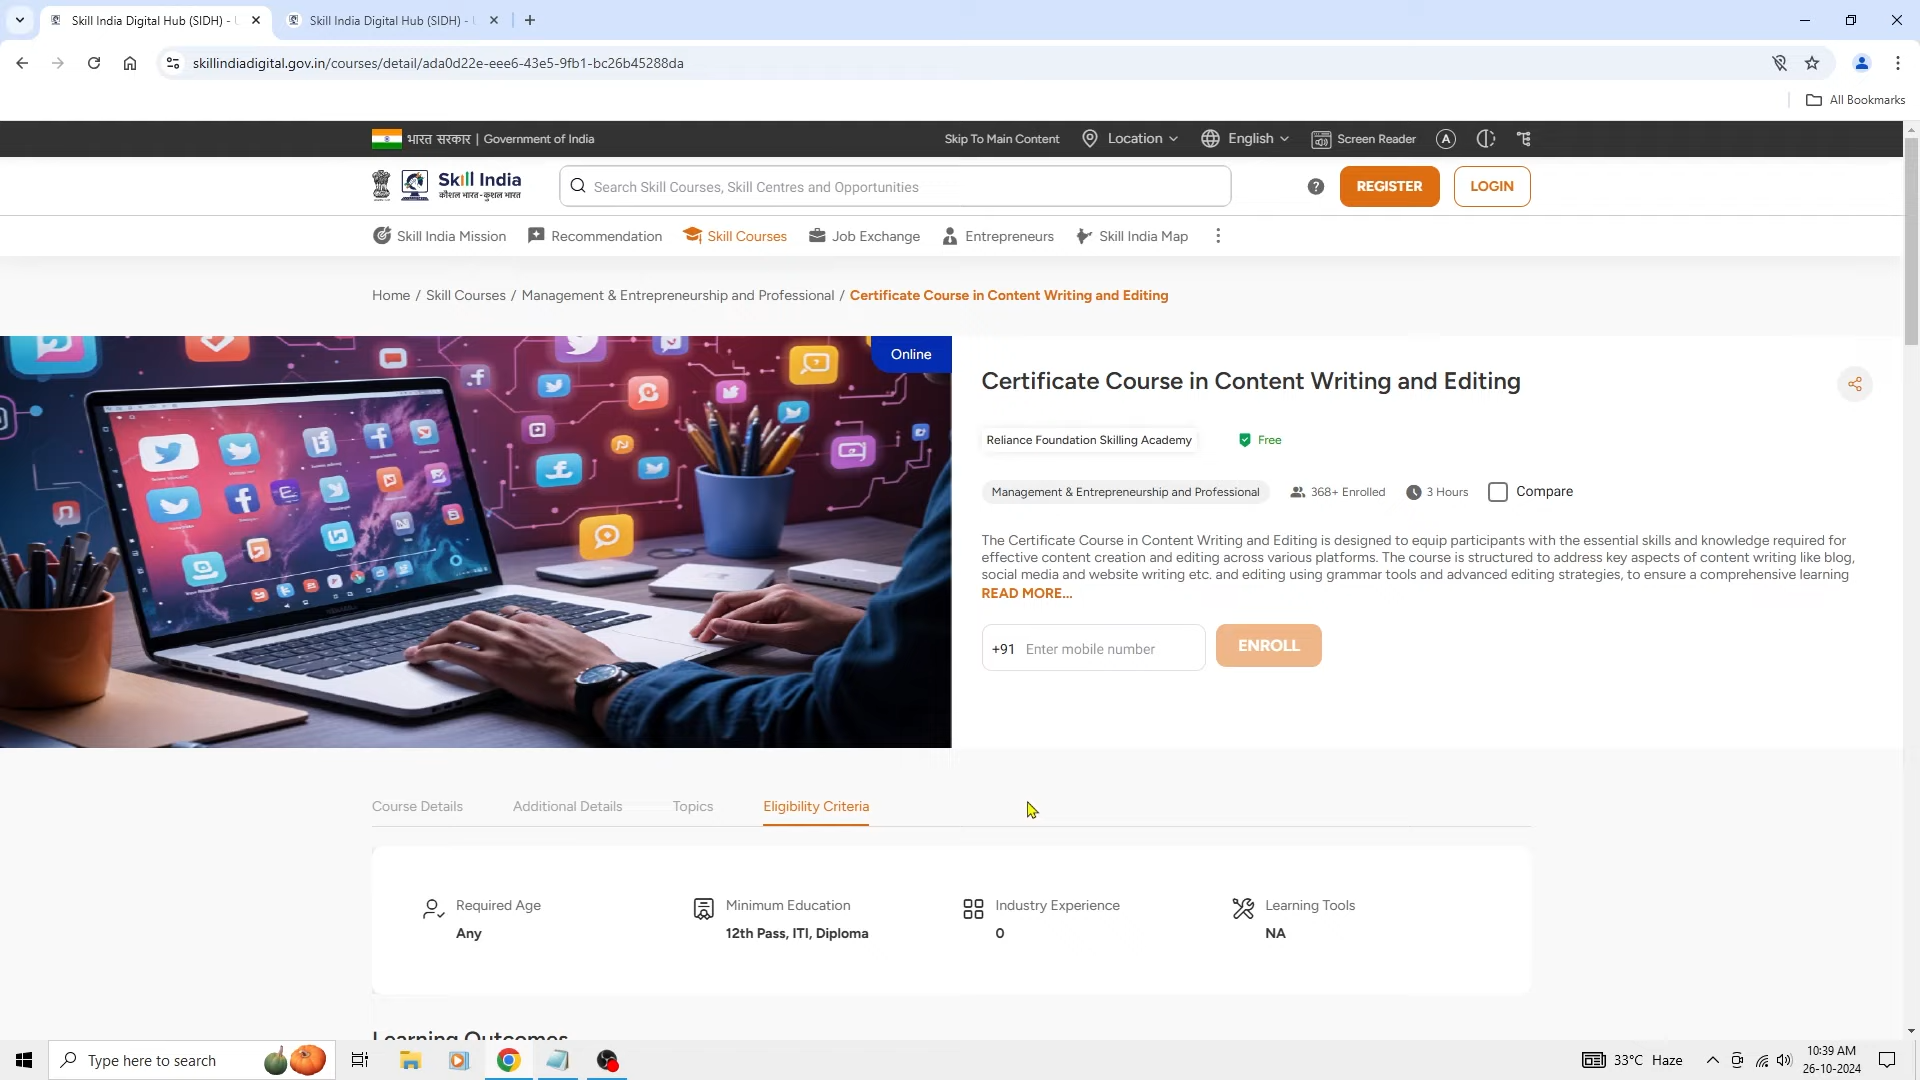 Skill India Digital Hub (SIDH) -
Skill India Digital Hub (SIDH) -
skillindiadigital.gov.in/courses/detail/ada0d22e-eee6-43e5-9fb1-bc26b45288da
All Bookmarks
भारत सरकार | Government of India
Skip To Main Content
Location
English
Screen Reader
A
Skill India
कौशल भारत-कुशल भारत
Search Skill Courses, Skill Centres and Opportunities
?
REGISTER
LOGIN
Skill India Mission
Recommendation
Skill Courses
Job Exchange
Entrepreneurs
Skill India Map
Home / Skill Courses / Management & Entrepreneurship and Professional / Certificate Course in Content Writing and Editing
Online
Certificate Course in Content Writing and Editing
Reliance Foundation Skilling Academy
Free
Management & Entrepreneurship and Professional
368+ Enrolled
3 Hours
Compare
The Certificate Course in Content Writing and Editing is designed to equip participants with the essential skills and knowledge required for
effective content creation and editing across various platforms. The course is structured to address key aspects of content writing like blog,
social media and website writing etc. and editing using grammar tools and advanced editing strategies, to ensure a comprehensive learning
READ MORE...
+91 Enter mobile number
ENROLL
Course Details
Additional Details
Topics
Eligibility Criteria
Required Age
Any
Minimum Education
12th Pass, ITI, Diploma
Industry Experience
0
Learning Tools
NA
Learning Outcomes
Type here to search
33°C Haze
10:39 AM
26-10-2024